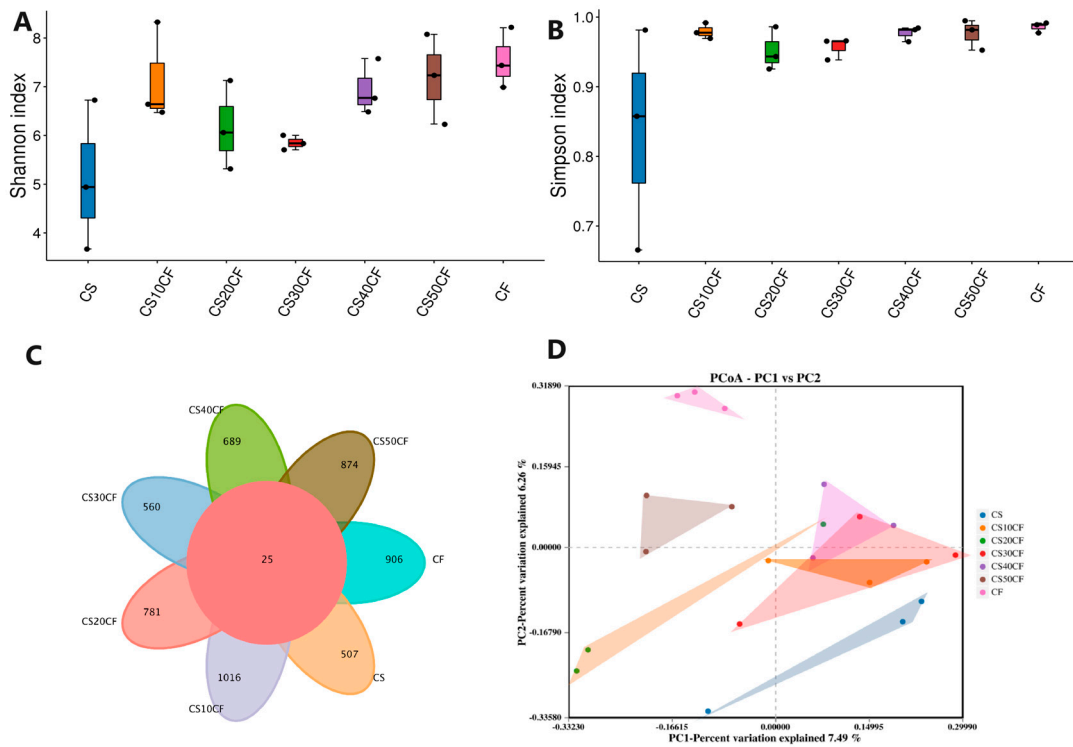 A
Shannon index
8
7
6
5
4
CS
CS10CF
CS20CF
CS30CF
CS40CF
CS50CF
CF
B
Simpson index
1.0
0.9
0.8
0.7
CS
CS10CF
CS20CF
CS30CF
CS40CF
CS50CF
CF
C
CS40CF
689
CS50CF
874
CS30CF
560
25
906
CF
CS20CF
781
507
CS
1016
CS10CF
D
PCoA - PC1 vs PC2
PC2-Percent variation explained 6.26 %
0.31890
0.15945
0.00000
-0.16790
-0.33580
-0.33230
-0.16615
0.00000
0.14995
0.29990
PC1-Percent variation explained 7.49 %
CS
CS10CF
CS20CF
CS30CF
CS40CF
CS50CF
CF